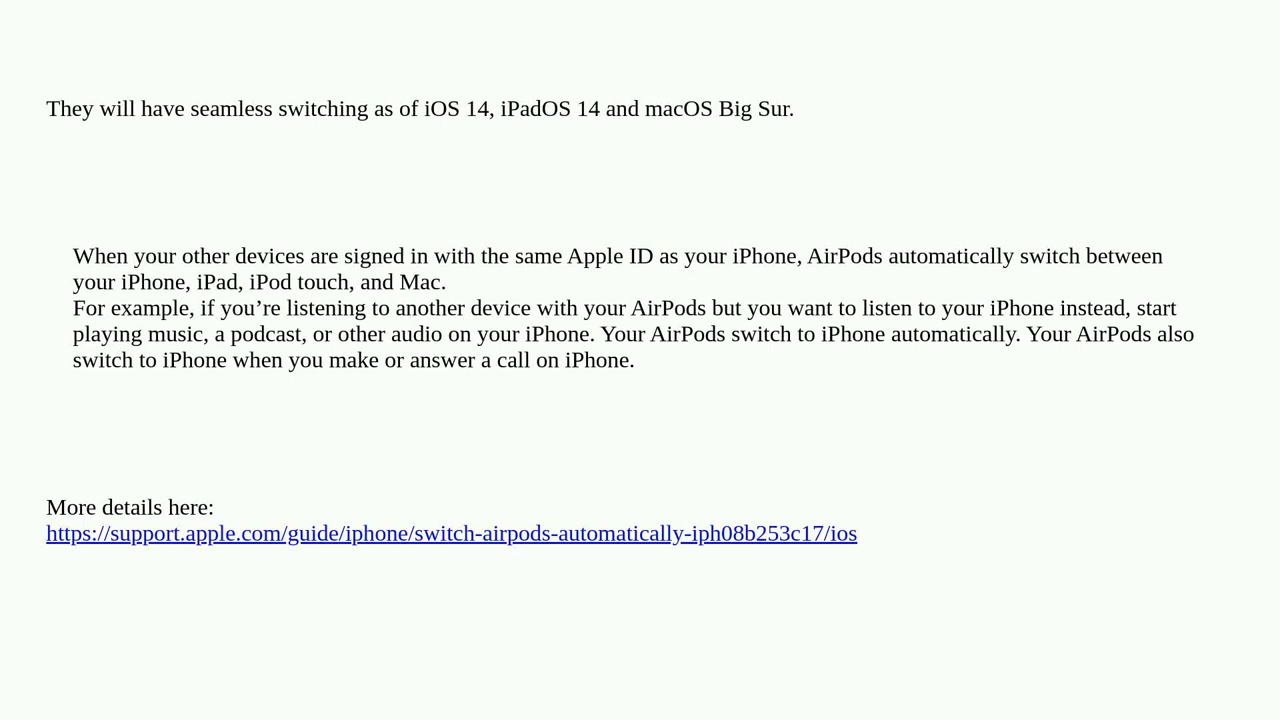 They will have seamless switching as of iOS 14, iPadOS 14 and macOS Big Sur.
When your other devices are signed in with the same Apple ID as your iPhone, AirPods automatically switch between
your iPhone, iPad, iPod touch, and Mac.
For example, if you’re listening to another device with your AirPods but you want to listen to your iPhone instead, start
playing music, a podcast, or other audio on your iPhone. Your AirPods switch to iPhone automatically. Your AirPods also
switch to iPhone when you make or answer a call on iPhone.
More details here:
https://support.apple.com/guide/iphone/switch-airpods-automatically-iph08b253c17/ios